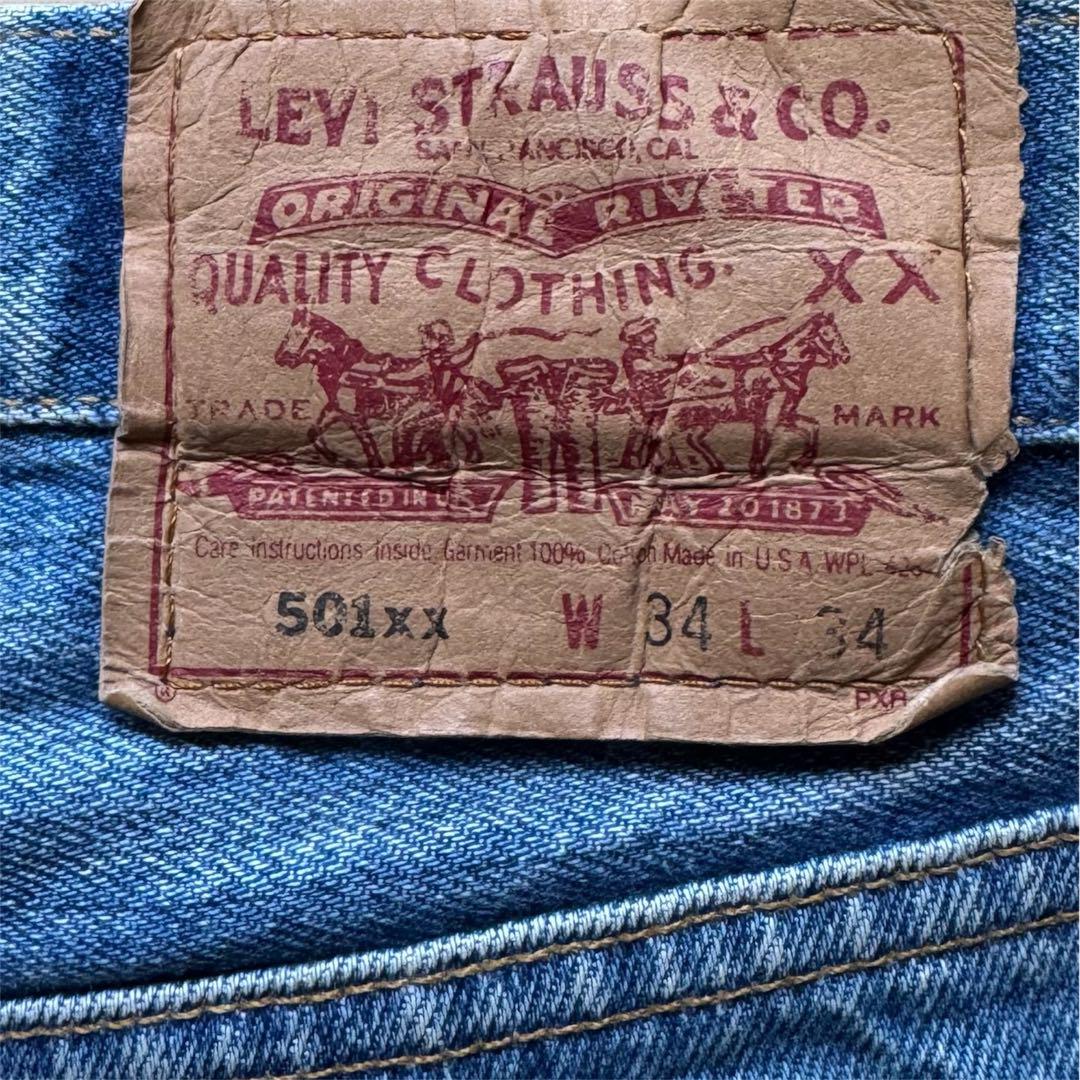 LEVI STRAUSS & CO.
SAN FRANCISCO, CAL
ORIGINAL RIVETED
QUALITY CLOTHING. XX
TRADE MARK
PATENTED IN U.S. MAY 20 1873
Care instructions inside Garment 100% Cotton Made in U.S.A. WPL
501xx W 34 L 34
® PXR